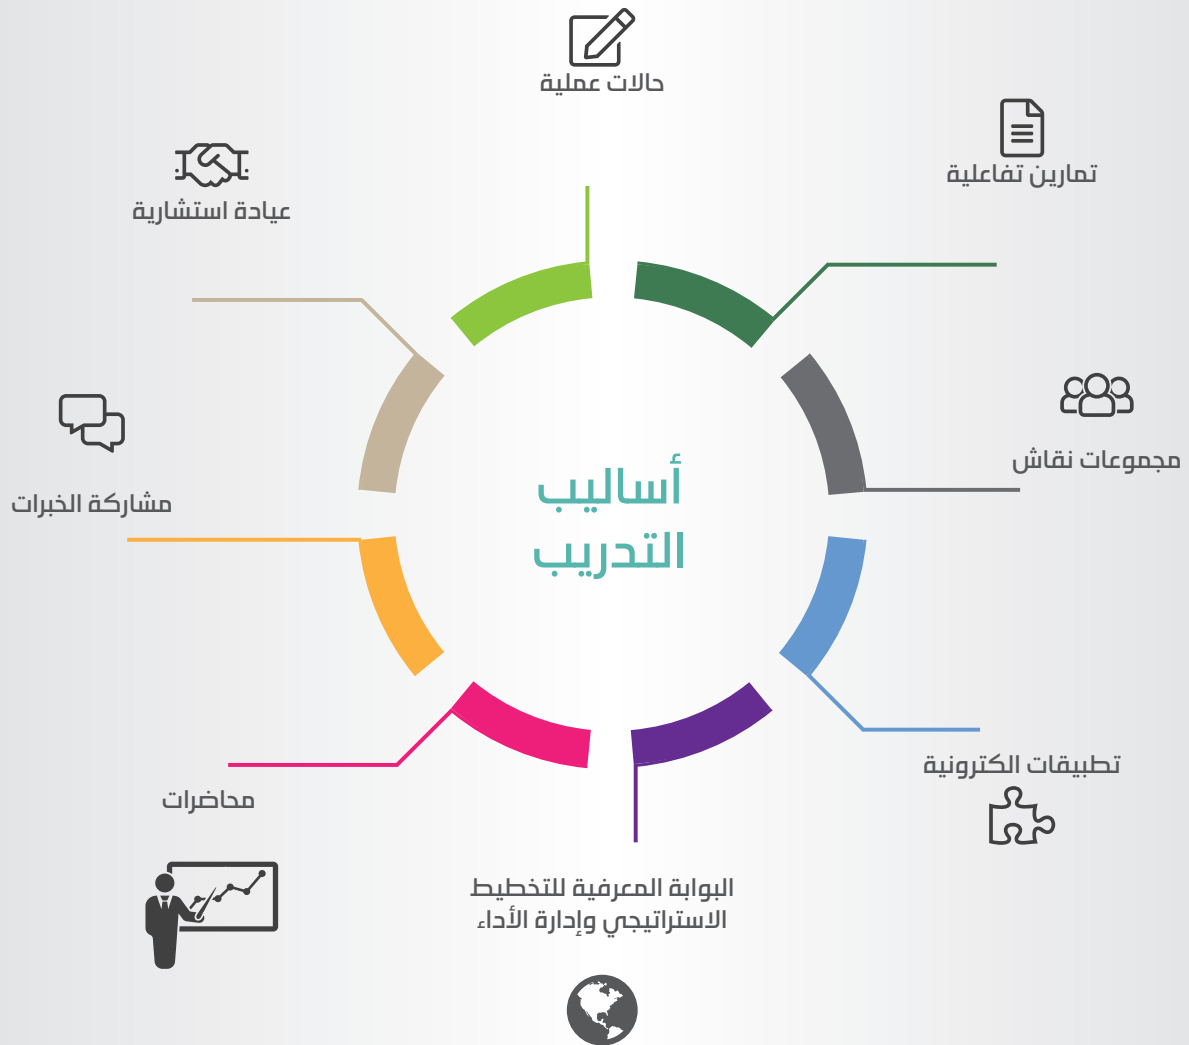 حالات عملية
تمارين تفاعلية
عيادة استشارية
مجموعات نقاش
مشاركة الخبرات
أساليب
التدريب
تطبيقات الكترونية
محاضرات
البوابة المعرفية للتخطيط
الاستراتيجي وإدارة الأداء